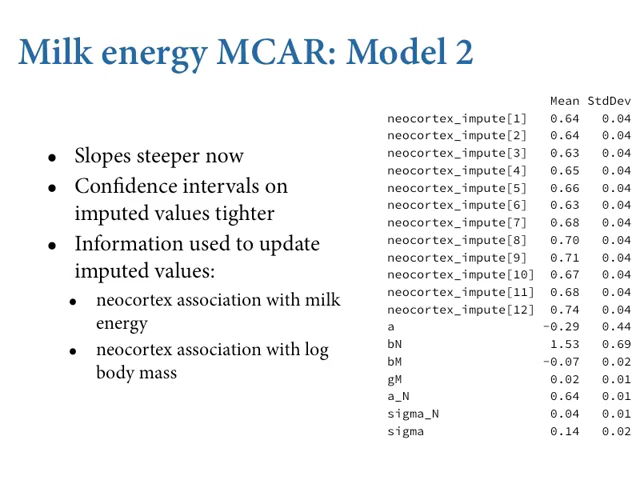 Milk energy MCAR: Model 2
• Slopes steeper now
• Confidence intervals on
imputed values tighter
• Information used to update
imputed values:
• neocortex association with milk
energy
• neocortex association with log
body mass
Mean StdDev
neocortex_impute[1] 0.64 0.04
neocortex_impute[2] 0.64 0.04
neocortex_impute[3] 0.63 0.04
neocortex_impute[4] 0.65 0.04
neocortex_impute[5] 0.66 0.04
neocortex_impute[6] 0.63 0.04
neocortex_impute[7] 0.68 0.04
neocortex_impute[8] 0.70 0.04
neocortex_impute[9] 0.71 0.04
neocortex_impute[10] 0.67 0.04
neocortex_impute[11] 0.68 0.04
neocortex_impute[12] 0.74 0.04
a −0.29 0.44
bN 1.53 0.69
bM −0.07 0.02
gM 0.02 0.01
a_N 0.64 0.01
sigma_N 0.04 0.01
sigma 0.14 0.02